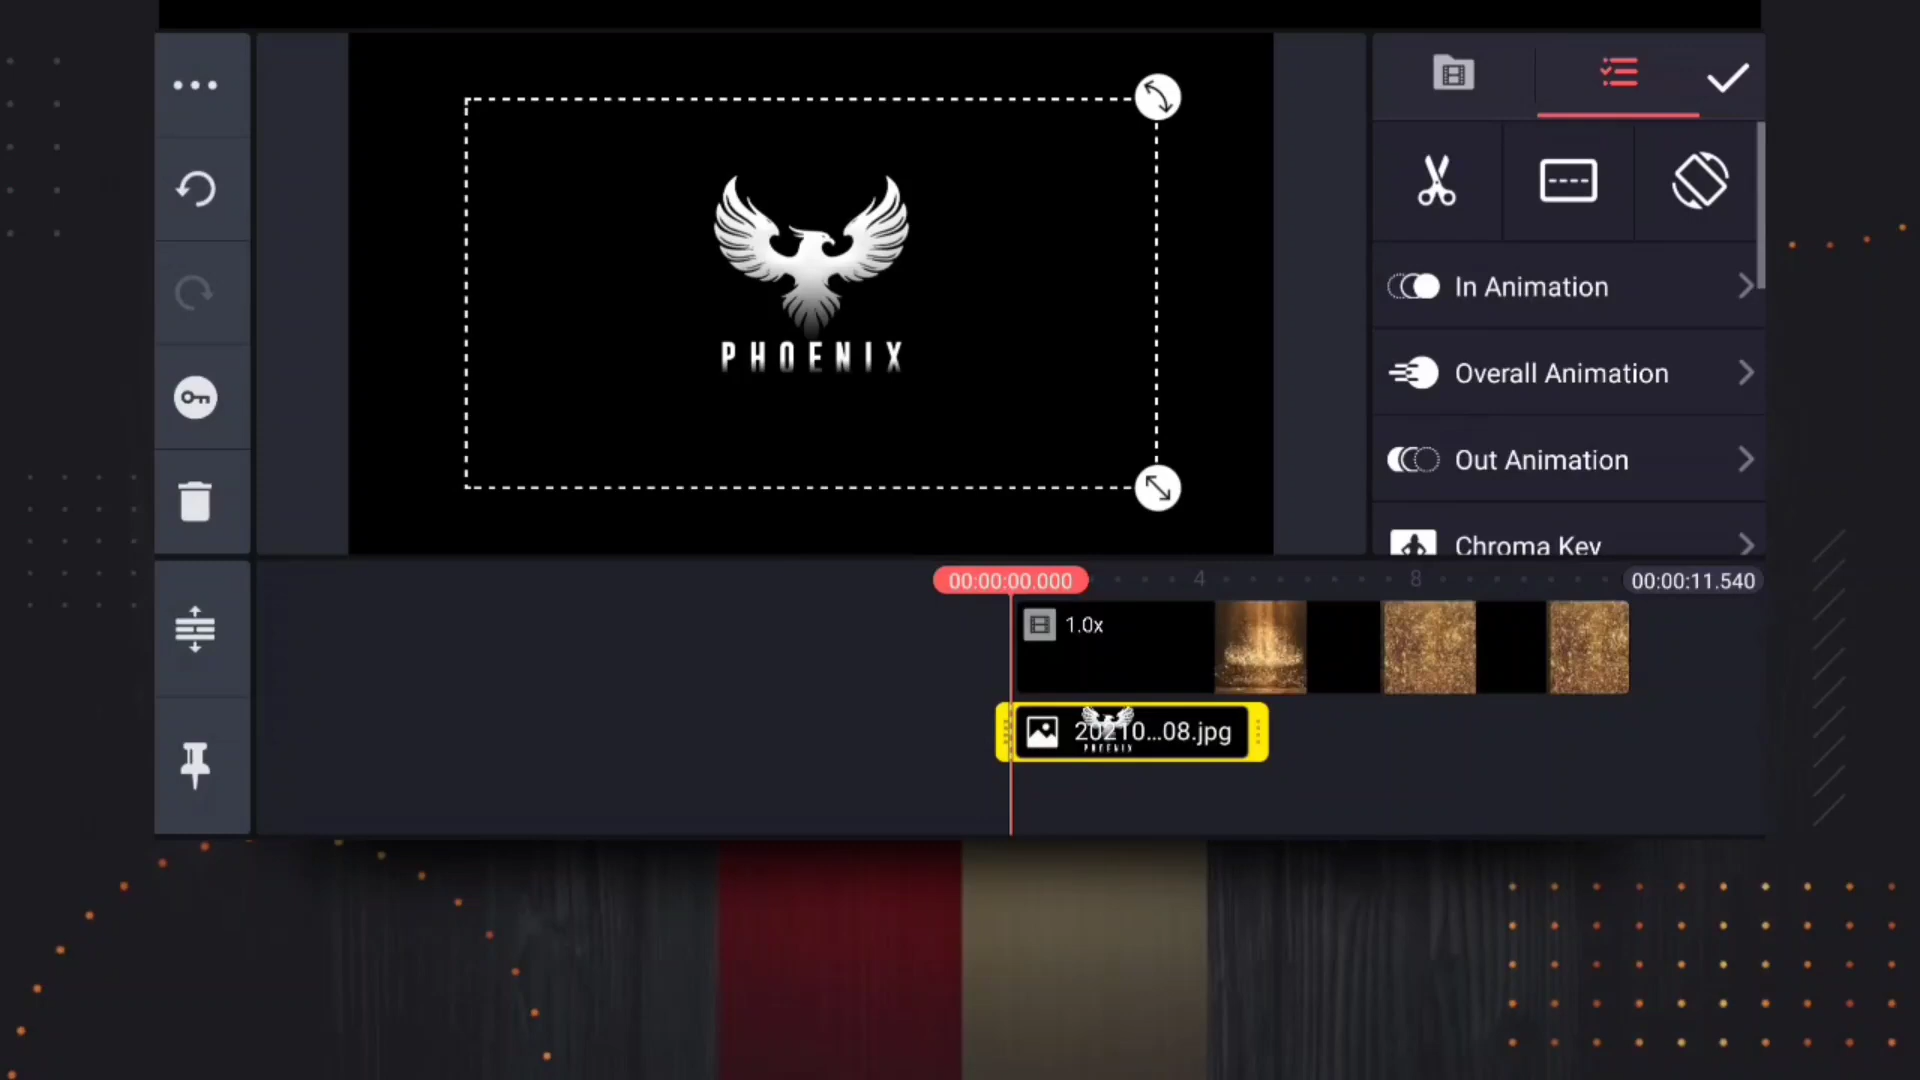 PHOENIX
In Animation
Overall Animation
Out Animation
Chroma Key
00:00:00.000
4
8
00:00:11.540
1.0x
20210...08.jpg
PHOENIX